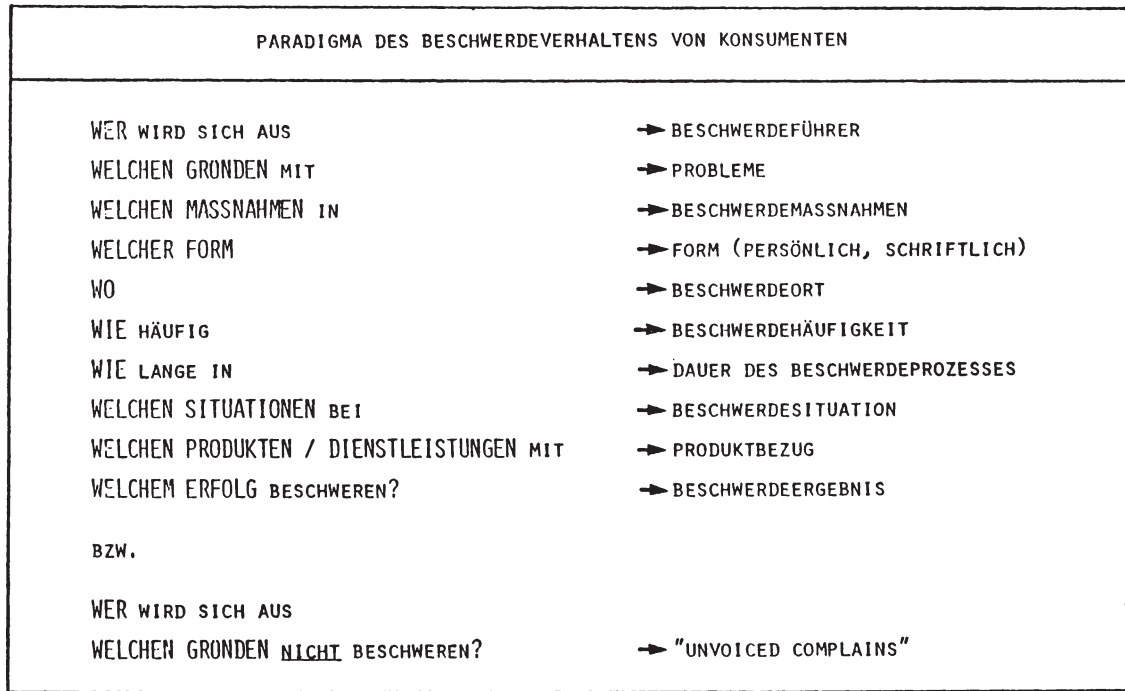 PARADIGMA DES BESCHWERDEVERHALTENS VON KONSUMENTEN
WER WIRD SICH AUS → BESCHWERDEFÜHRER
WELCHEN GRONDEN MIT → PROBLEME
WELCHEN MASSNAHMEN IN → BESCHWERDEMASSNAHMEN
WELCHER FORM → FORM (PERSÖNLICH, SCHRIFTLICH)
WO → BESCHWERDEORT
WIE HÄUFIG → BESCHWERDEHÄUFIGKEIT
WIE LANGE IN → DAUER DES BESCHWERDEPROZESSES
WELCHEN SITUATIONEN BEI → BESCHWERDESITUATION
WELCHEN PRODUKTEN / DIENSTLEISTUNGEN MIT → PRODUKTBEZUG
WELCHEM ERFOLG BESCHWEREN? → BESCHWERDEERGEBNIS
BZW.
WER WIRD SICH AUS
WELCHEN GRONDEN NICHT BESCHWEREN? → "UNVOICED COMPLAINS"